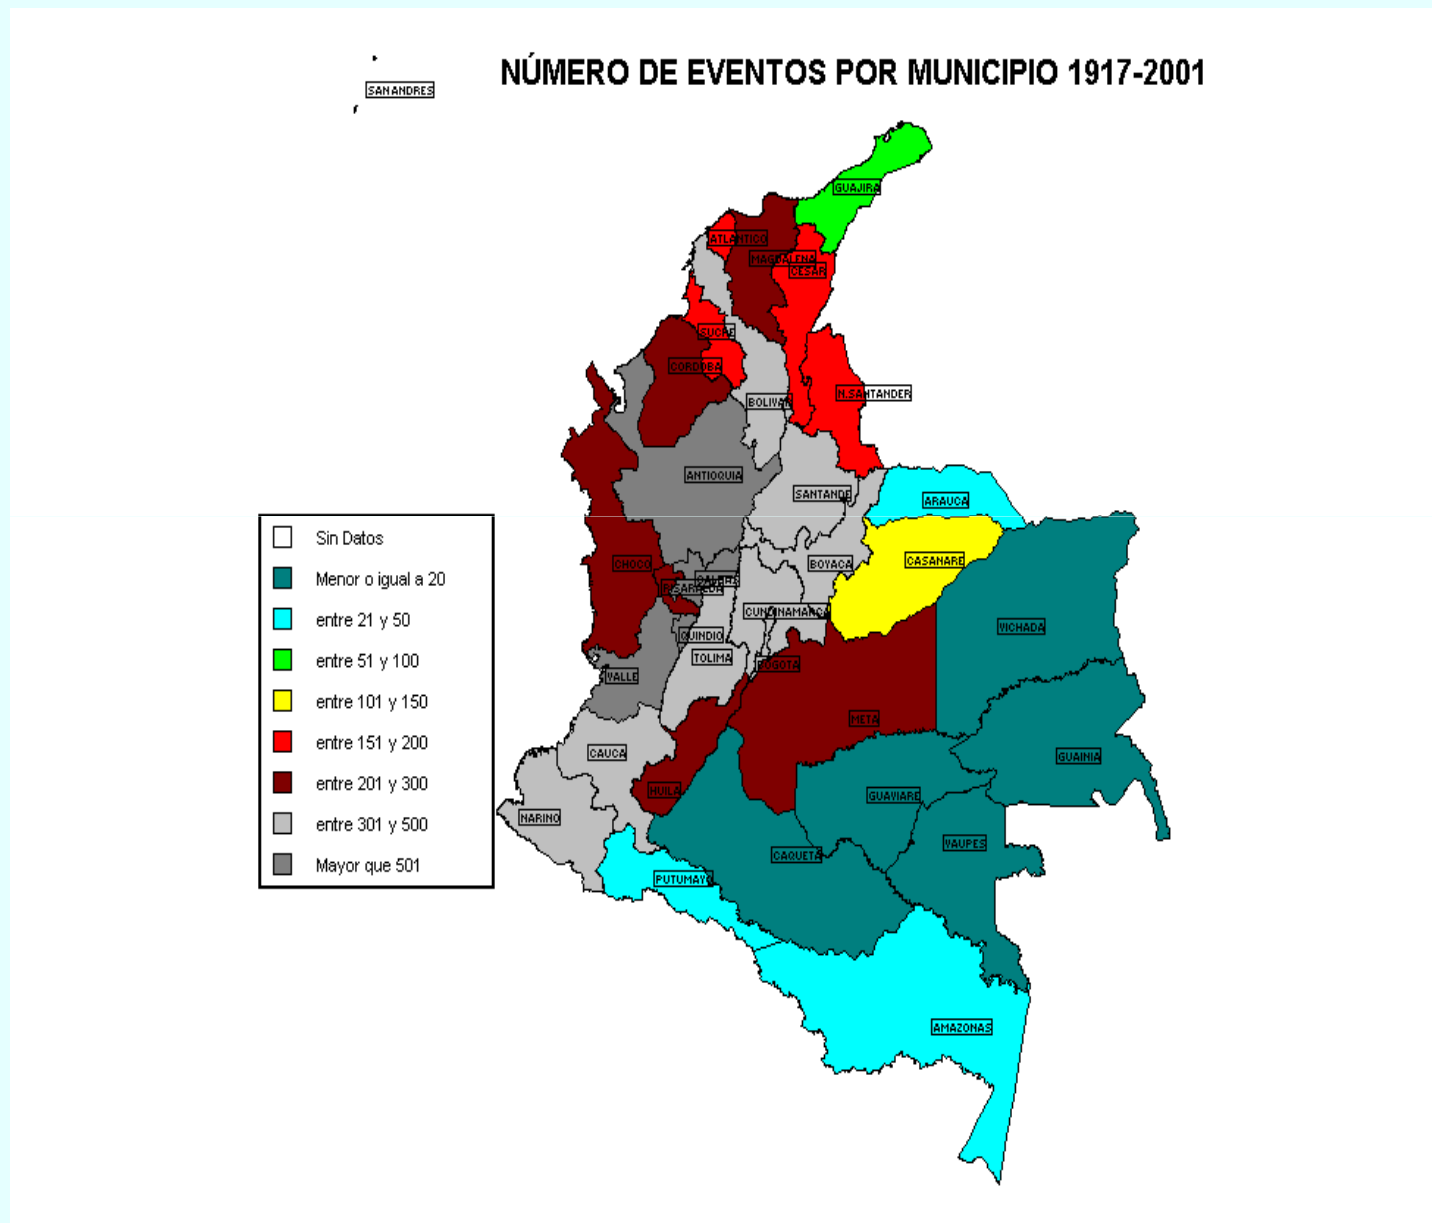 NÚMERO DE EVENTOS POR MUNICIPIO 1917-2001
SAN ANDRES
GUAJIRA
ATLANTICO
MAGDALENA
CESAR
SUCRE
CORDOBA
N.SANTANDER
BOLIVAR
ANTIOQUIA
SANTANDE
ARAUCA
CHOCO
BOYACA
CASANARE
CALDAS
RISARALDA
CUNDINAMARCA
QUINDIO
VICHADA
TOLIMA
BOGOTA
VALLE
META
CAUCA
GUAINIA
HUILA
GUAVIARE
NARINO
VAUPES
CAQUETA
PUTUMAYO
AMAZONAS
Sin Datos
Menor o igual a 20
entre 21 y 50
entre 51 y 100
entre 101 y 150
entre 151 y 200
entre 201 y 300
entre 301 y 500
Mayor que 501